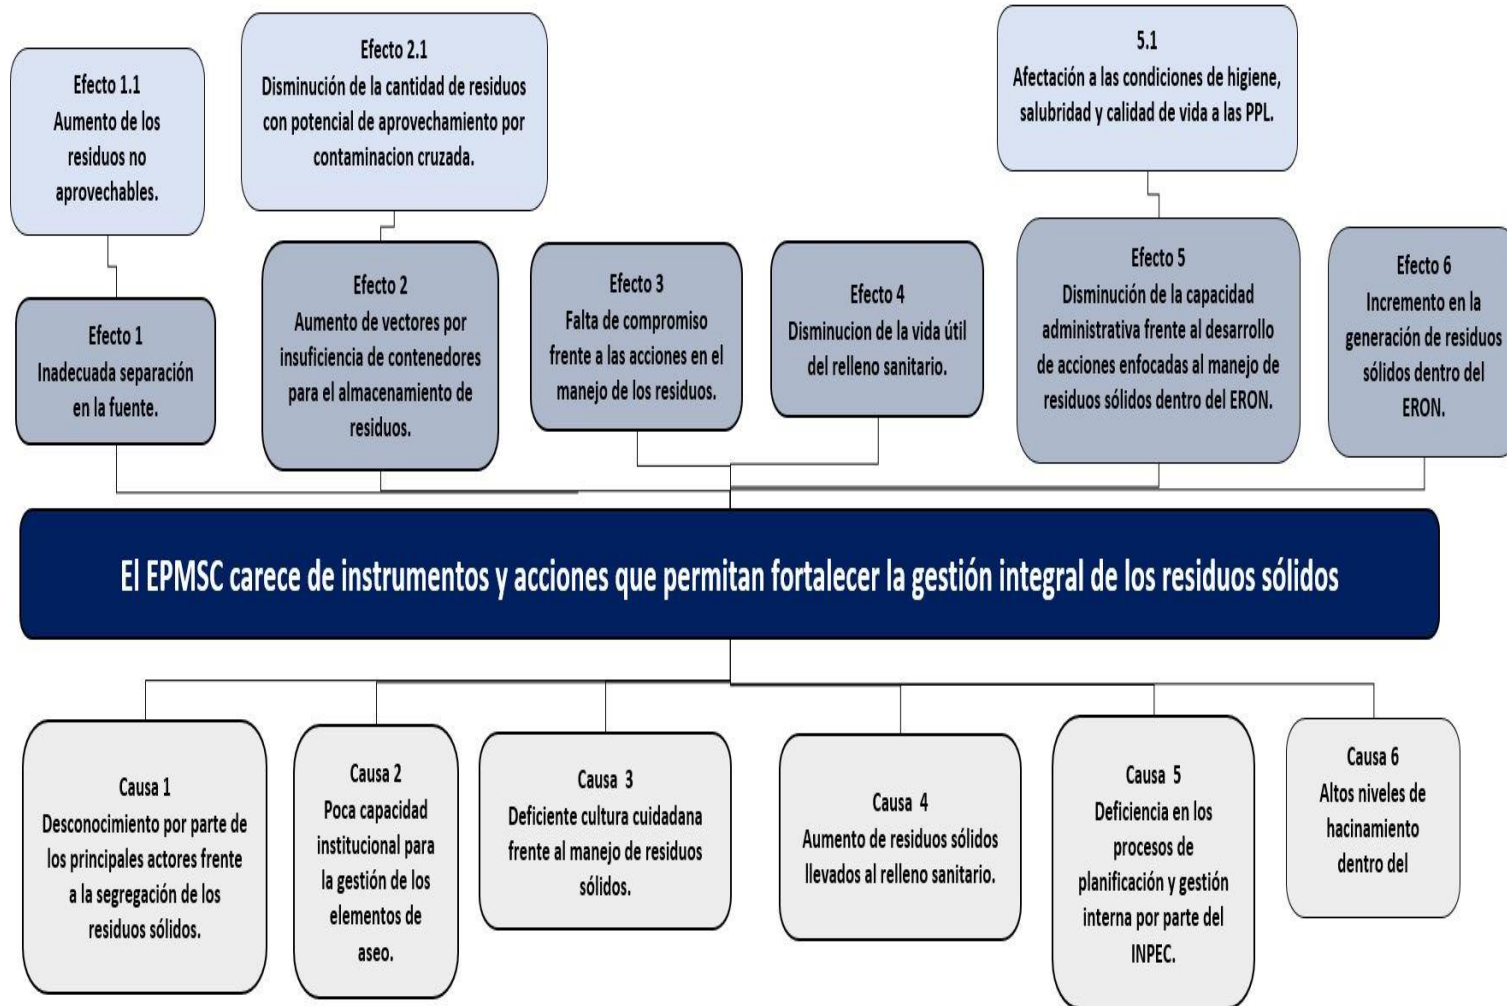 Efecto 1.1
Aumento de los
residuos no
aprovechables.
Efecto 2.1
Disminución de la cantidad de residuos
con potencial de aprovechamiento por
contaminacion cruzada.
5.1
Afectación a las condiciones de higiene,
salubridad y calidad de vida a las PPL.
Efecto 1
Inadecuada separación
en la fuente.
Efecto 2
Aumento de vectores por
insuficiencia de contenedores
para el almacenamiento de
residuos.
Efecto 3
Falta de compromiso
frente a las acciones en el
manejo de los residuos.
Efecto 4
Disminucion de la vida útil
del relleno sanitario.
Efecto 5
Disminución de la capacidad
administrativa frente al desarrollo
de acciones enfocadas al manejo de
residuos sólidos dentro del ERON.
Efecto 6
Incremento en la
generación de residuos
sólidos dentro del
ERON.
El EPMSC carece de instrumentos y acciones que permitan fortalecer la gestión integral de los residuos sólidos
Causa 1
Desconocimiento por parte de
los principales actores frente
a la segregación de los
residuos sólidos.
Causa 2
Poca capacidad
institucional para
la gestión de los
elementos de
aseo.
Causa 3
Deficiente cultura cuidadana
frente al manejo de residuos
sólidos.
Causa 4
Aumento de residuos sólidos
llevados al relleno sanitario.
Causa 5
Deficiencia en los
procesos de
planificación y gestión
interna por parte del
INPEC.
Causa 6
Altos niveles de
hacinamiento
dentro del